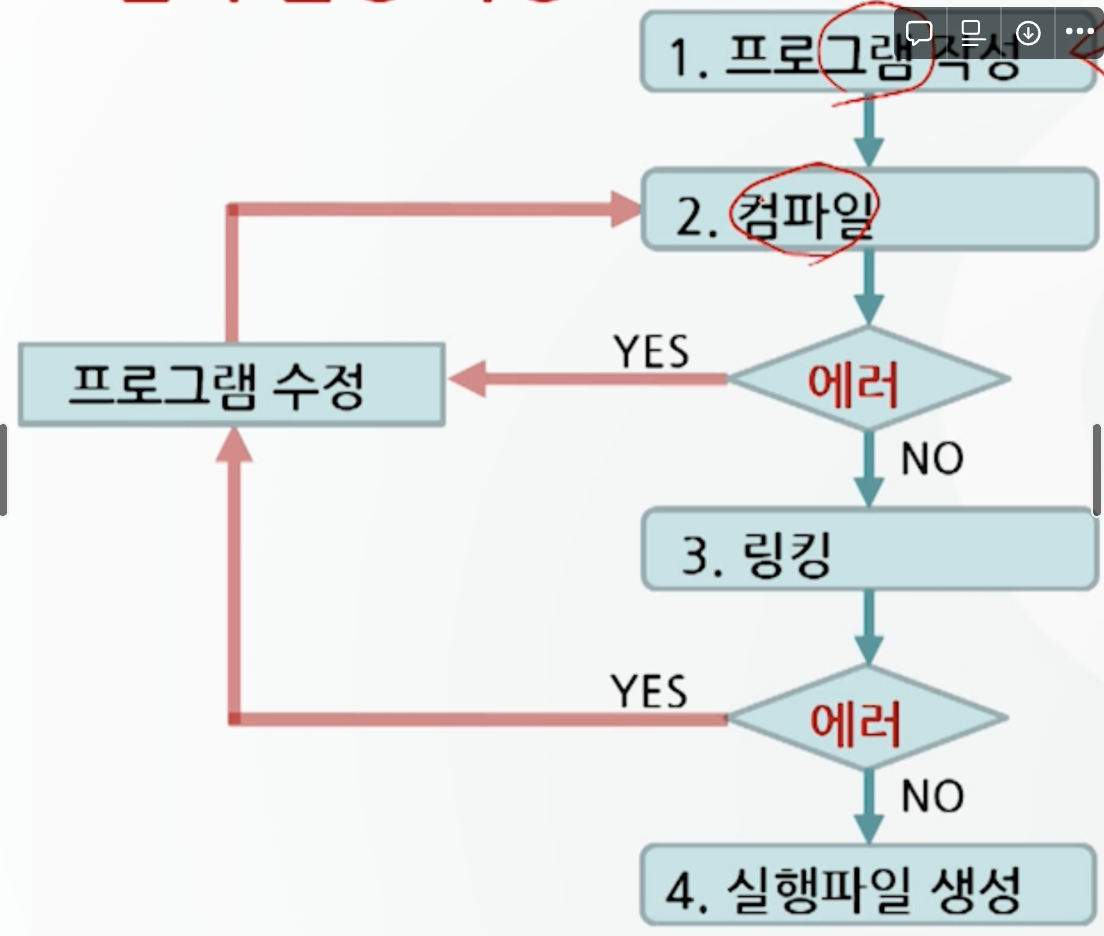 1. 프로그램 작성
2. 컴파일
프로그램 수정
YES
에러
NO
3. 링킹
YES
에러
NO
4. 실행파일 생성